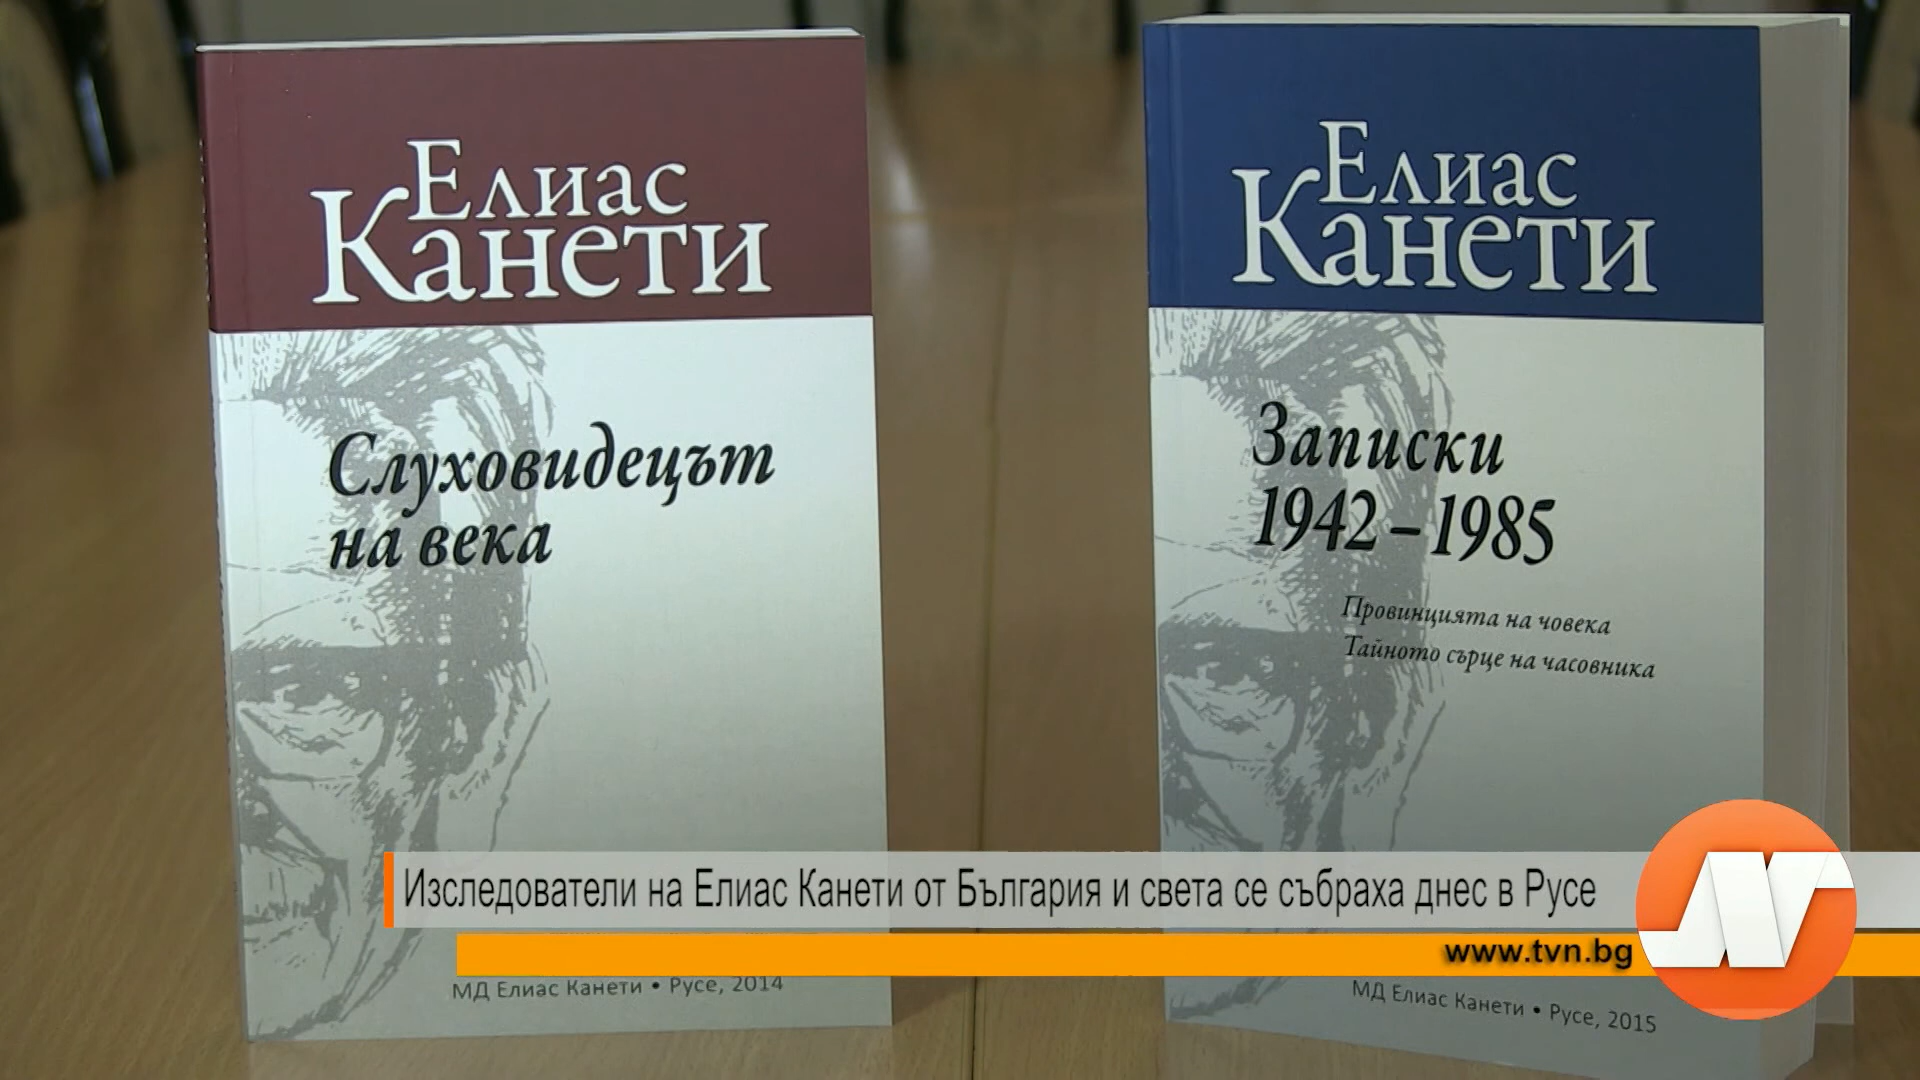 Елиас
Канети
Слуховидецът
на века
МД Елиас Канети • Русе, 2014
Елиас
Канети
Записки
1942–1985
Провинцията на човека
Тайното сърце на часовника
МД Елиас Канети • Русе, 2015
Изследователи на Елиас Канети от България и света се събраха днес в Русе
www.tvn.bg